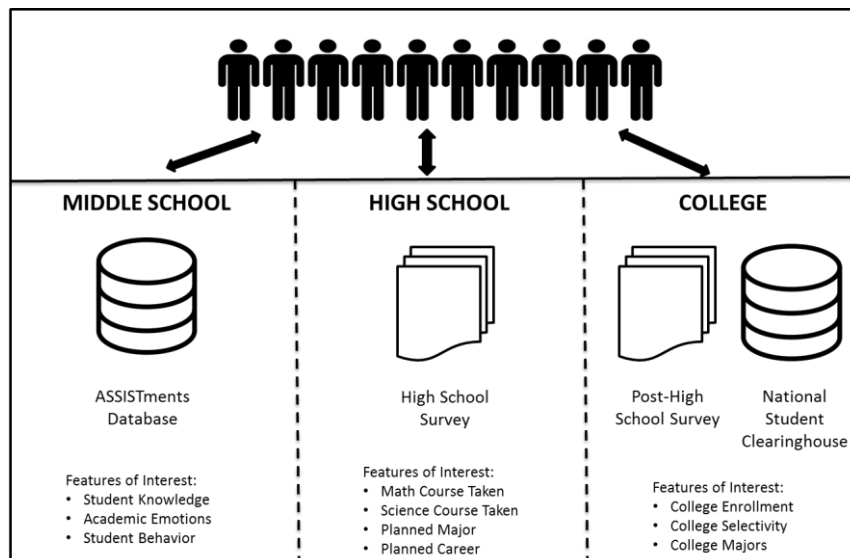 MIDDLE SCHOOL
ASSISTments
Database
Features of Interest:
• Student Knowledge
• Academic Emotions
• Student Behavior
HIGH SCHOOL
High School
Survey
Features of Interest:
• Math Course Taken
• Science Course Taken
• Planned Major
• Planned Career
COLLEGE
Post-High
School Survey
National
Student
Clearinghouse
Features of Interest:
• College Enrollment
• College Selectivity
• College Majors